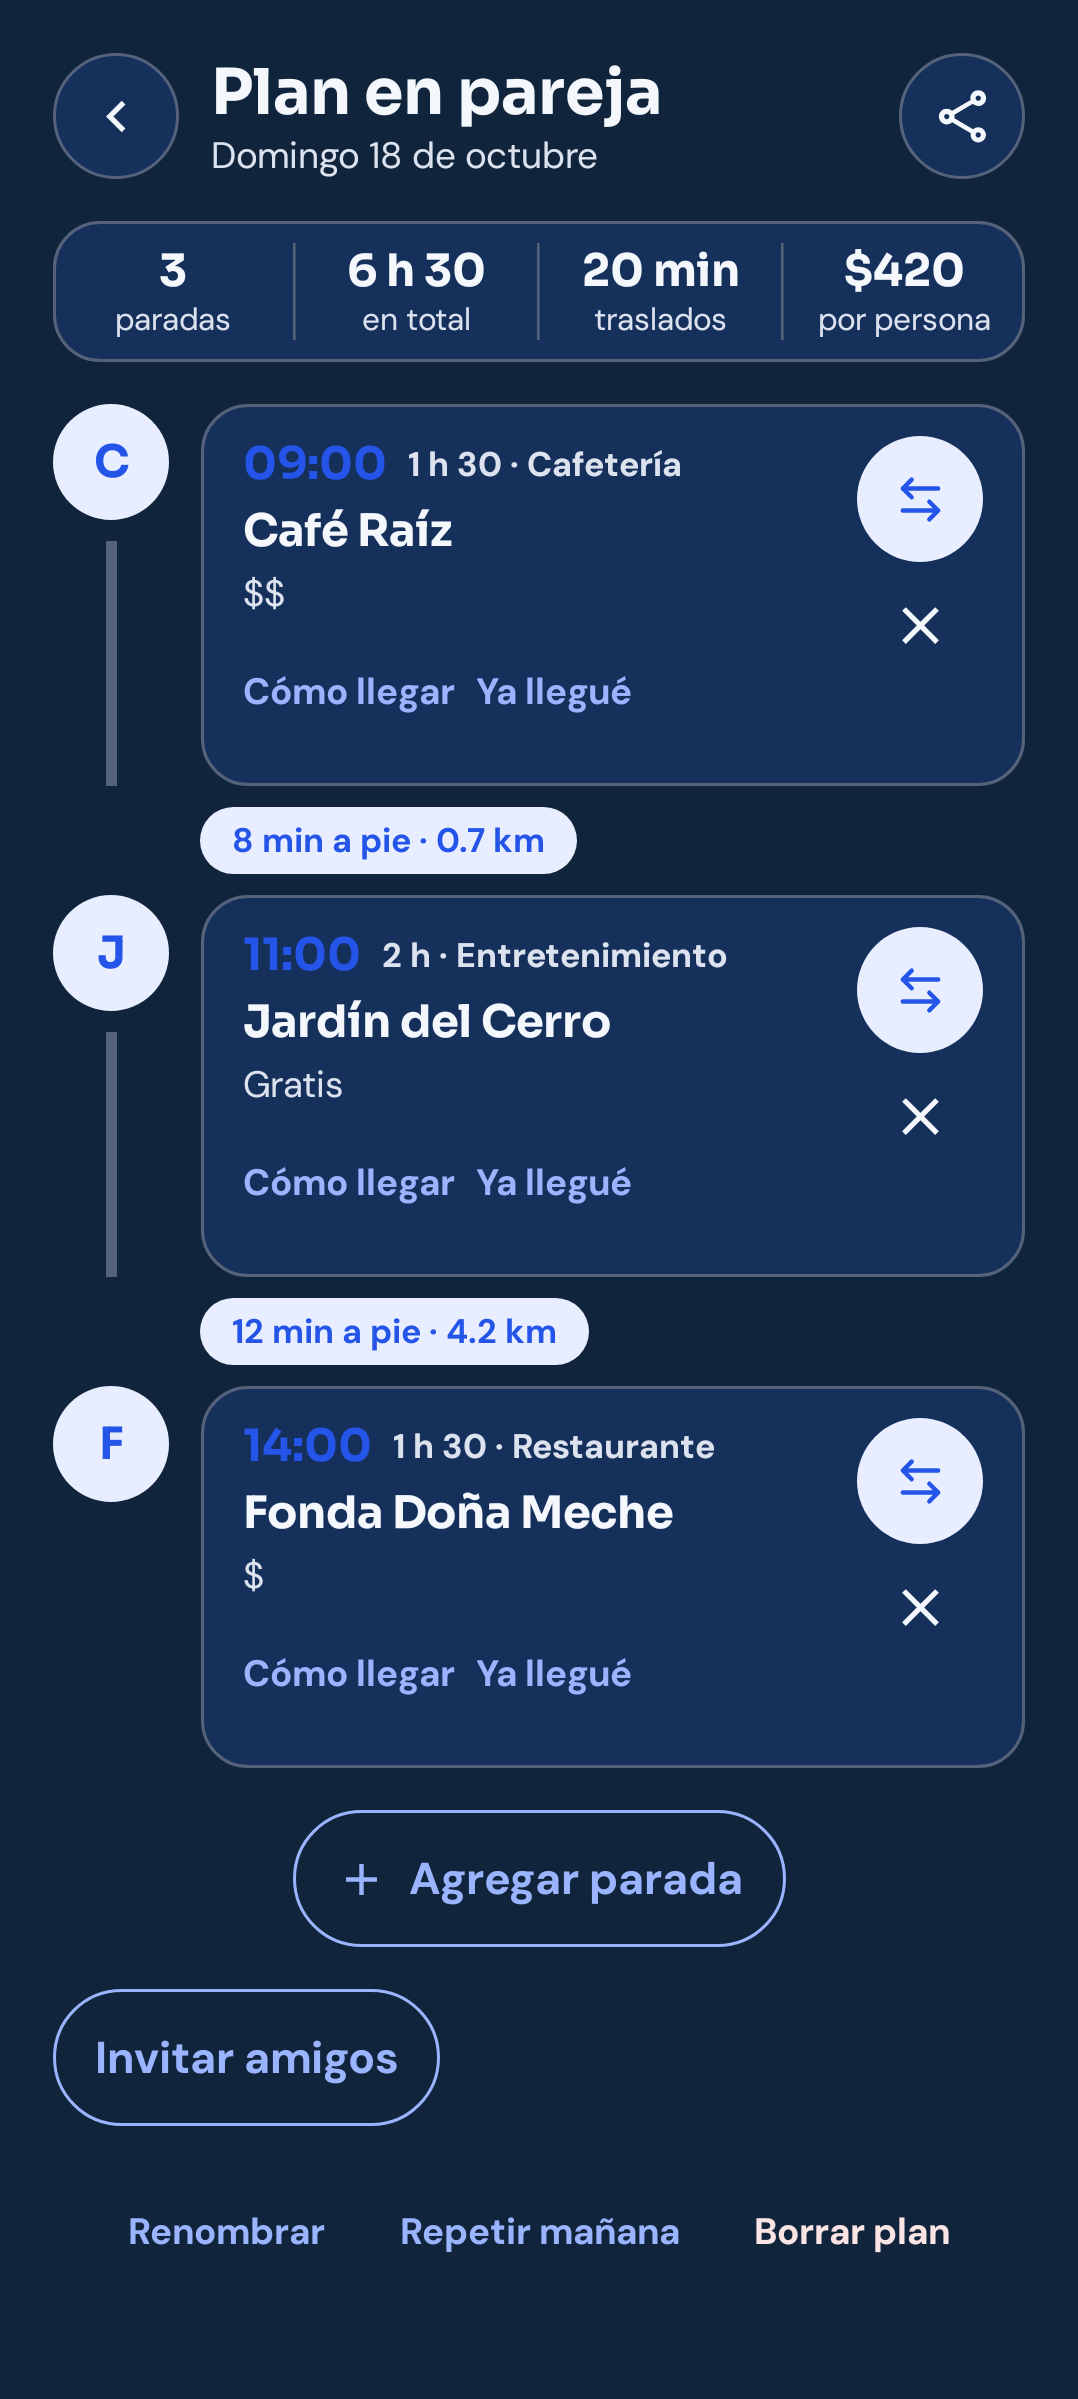 Plan en pareja
Domingo 18 de octubre
3
paradas
6 h 30
en total
20 min
traslados
$420
por persona
C
09:00 1 h 30 · Cafetería
Café Raíz
$$
Cómo llegar Ya llegué
8 min a pie · 0.7 km
J
11:00 2 h · Entretenimiento
Jardín del Cerro
Gratis
Cómo llegar Ya llegué
12 min a pie · 4.2 km
F
14:00 1 h 30 · Restaurante
Fonda Doña Meche
$
Cómo llegar Ya llegué
+ Agregar parada
Invitar amigos
Renombrar Repetir mañana Borrar plan